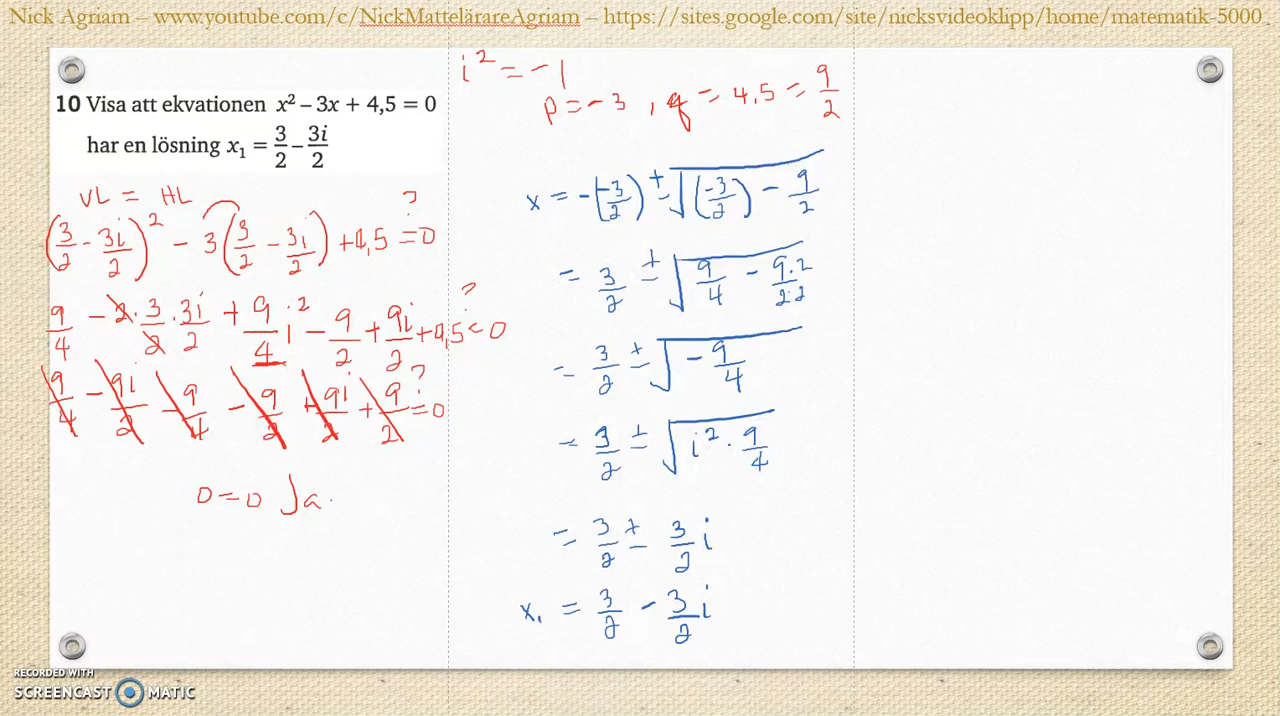 Nick Agriam – www.youtube.com/c/NickMattelärareAgriam – https://sites.google.com/site/nicksvideoklipp/home/matematik-5000
10 Visa att ekvationen x² – 3x + 4,5 = 0
har en lösning x₁ = 3/2 – 3i/2
VL = HL
(3/2 - 3i/2)² - 3(3/2 - 3i/2) + 4,5 =? 0
9/4 - 2·3/2·3i/2 + 9/4 i² - 9/2 + 9i/2 + 4,5 =? 0
9/4 - 9i/2 - 9/4 - 9/2 + 9i/2 + 9/2 =? 0
0 = 0 Ja.
i² = -1
p = -3, q = 4,5 = 9/2
x = -(-3/2) ± √((-3/2) - 9/2
= 3/2 ± √(9/4 - 9·2/2·2
= 3/2 ± √(-9/4
= 3/2 ± √(i² · 9/4
= 3/2 ± 3/2 i
x₁ = 3/2 - 3/2 i
RECORDED WITH
SCREENCAST MATIC